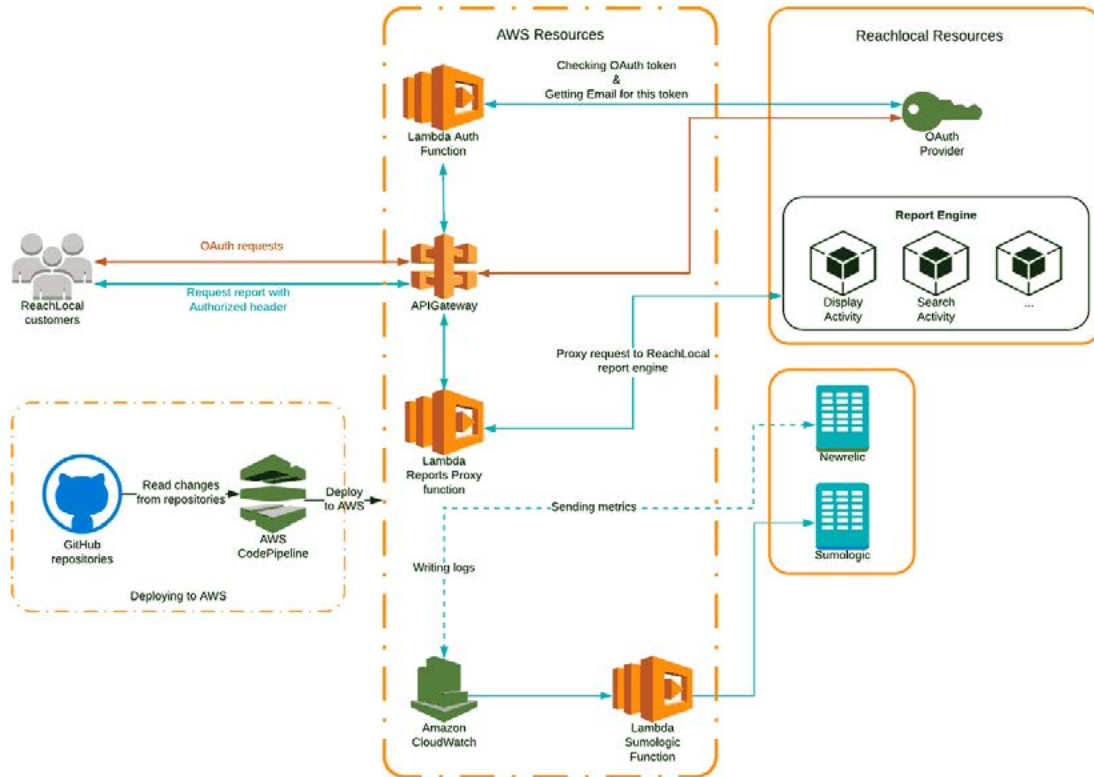 AWS Resources
Reachlocal Resources
Checking OAuth token
&
Getting Email for this token
Lambda Auth
Function
OAuth
Provider
Report Engine
Display
Activity
Search
Activity
...
OAuth requests
Request report with
Authorized header
ReachLocal
customers
APIGateway
Proxy request to ReachLocal
report engine
Lambda
Reports Proxy
function
Newrelic
Sumologic
Read changes
from repositories
Deploy
to AWS
GitHub
repositories
AWS
CodePipeline
Deploying to AWS
Sending metrics
Writing logs
Amazon
CloudWatch
Lambda
Sumologic
Function